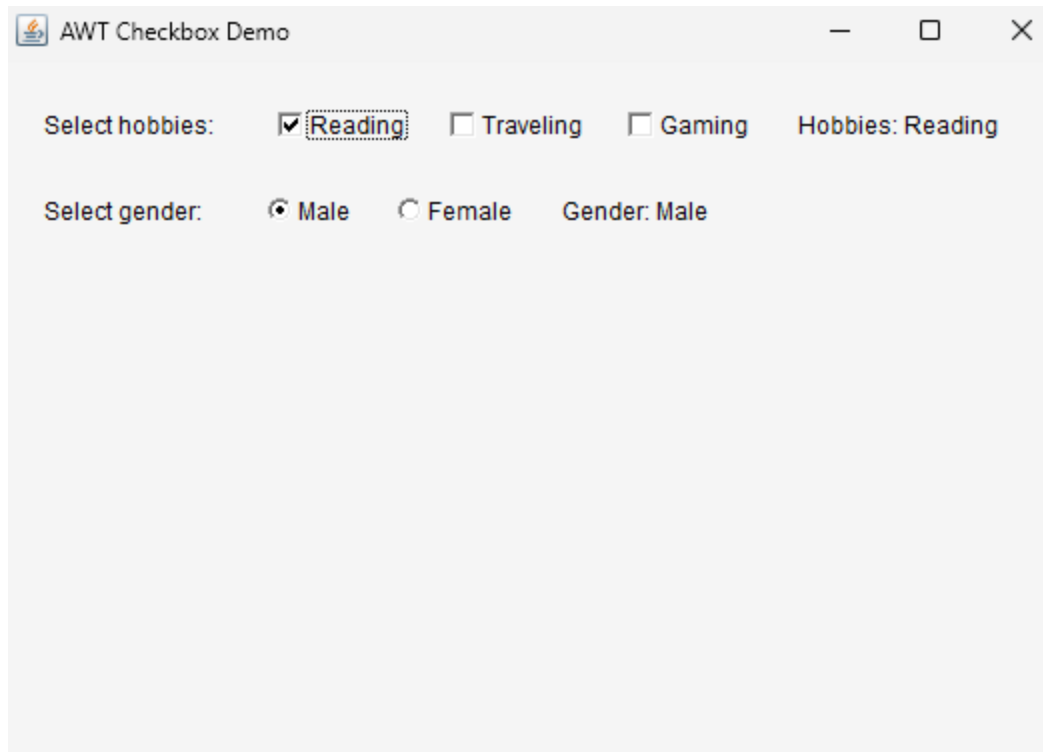 AWT Checkbox Demo
Select hobbies: Reading Traveling Gaming Hobbies: Reading
Select gender: Male Female Gender: Male